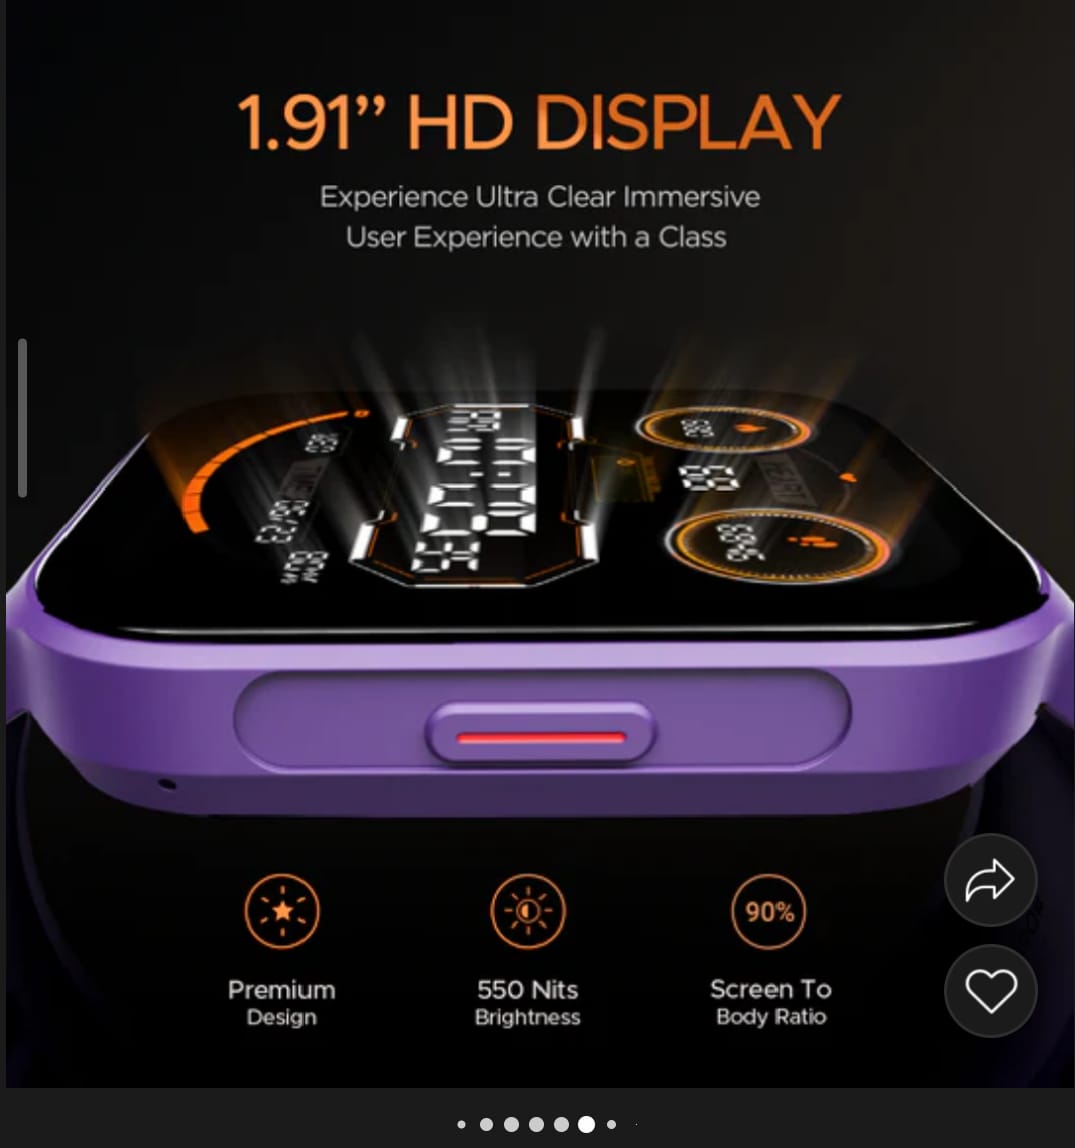 1.91” HD DISPLAY
Experience Ultra Clear Immersive
User Experience with a Class
90%
Premium
Design
550 Nits
Brightness
Screen To
Body Ratio